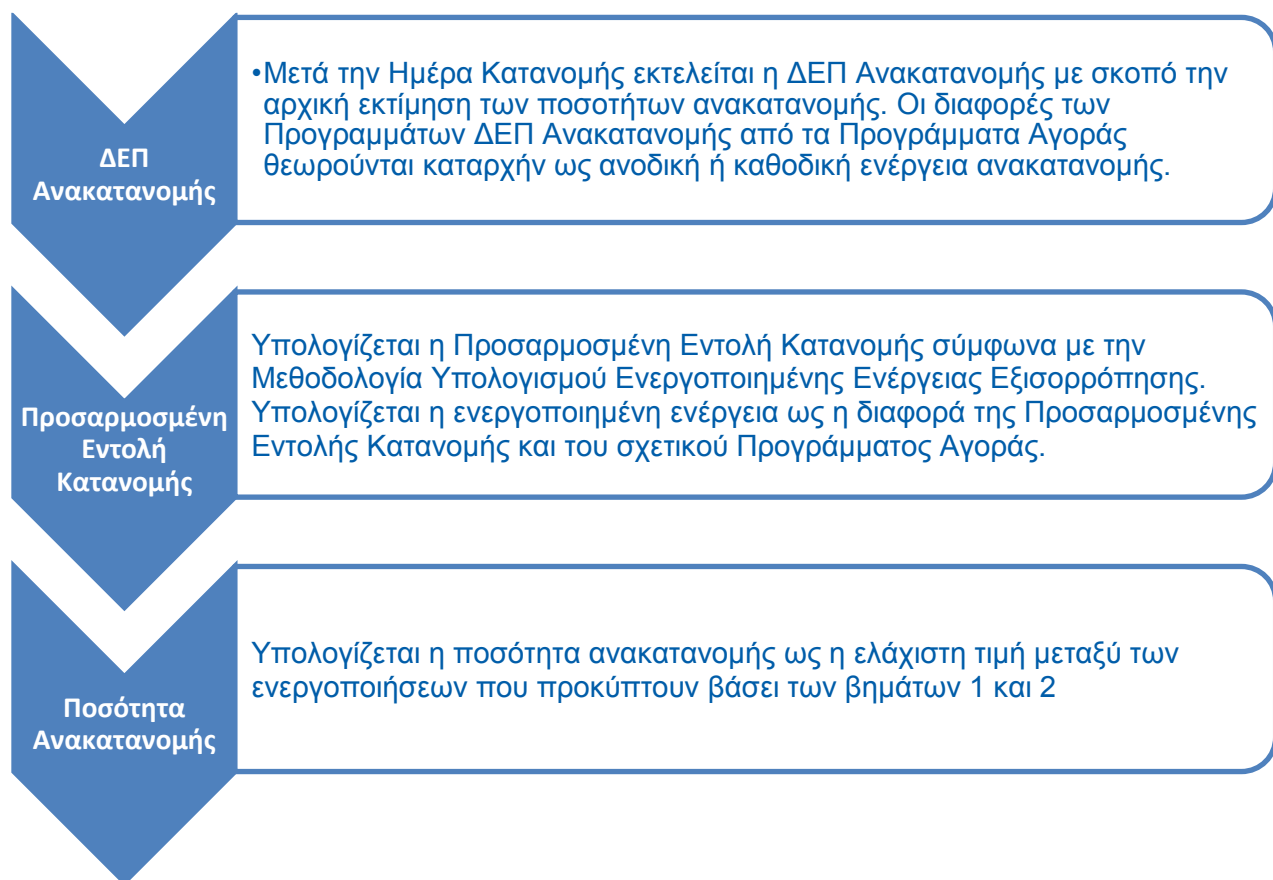 ΔΕΠ
Ανακατανομής
•Μετά την Ημέρα Κατανομής εκτελείται η ΔΕΠ Ανακατανομής με σκοπό την
αρχική εκτίμηση των ποσοτήτων ανακατανομής. Οι διαφορές των
Προγραμμάτων ΔΕΠ Ανακατανομής από τα Προγράμματα Αγοράς
θεωρούνται καταρχήν ως ανοδική ή καθοδική ενέργεια ανακατανομής.
Προσαρμοσμένη
Εντολή
Κατανομής
Υπολογίζεται η Προσαρμοσμένη Εντολή Κατανομής σύμφωνα με την
Μεθοδολογία Υπολογισμού Ενεργοποιημένης Ενέργειας Εξισορρόπησης.
Υπολογίζεται η ενεργοποιημένη ενέργεια ως η διαφορά της Προσαρμοσμένης
Εντολής Κατανομής και του σχετικού Προγράμματος Αγοράς.
Ποσότητα
Ανακατανομής
Υπολογίζεται η ποσότητα ανακατανομής ως η ελάχιστη τιμή μεταξύ των
ενεργοποιήσεων που προκύπτουν βάσει των βημάτων 1 και 2